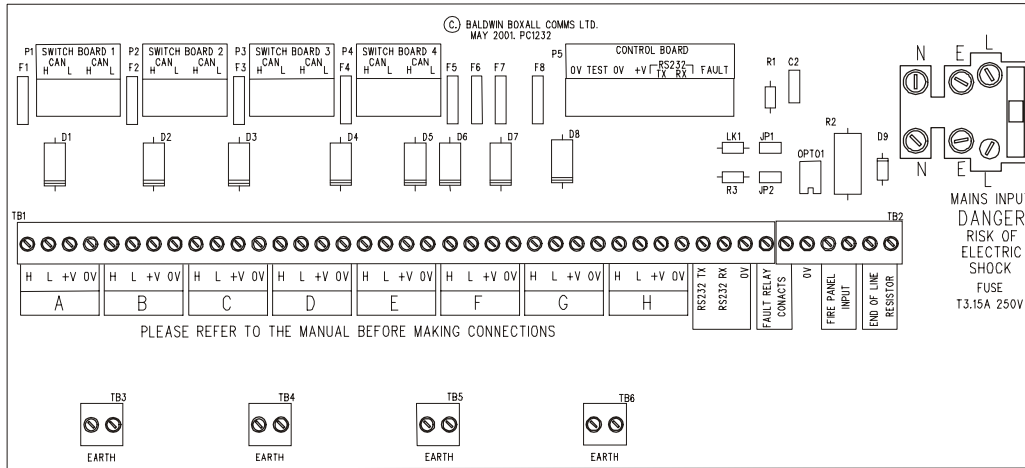 (C.) BALDWIN BOXALL COMMS LTD.
MAY 2001. PC1232
P1 SWITCH BOARD 1 P2 SWITCH BOARD 2 P3 SWITCH BOARD 3 P4 SWITCH BOARD 4 P5 CONTROL BOARD
CAN CAN CAN CAN
H L H L H L H L H L H L H L H L
0V TEST 0V +V RS232 FAULT
TX RX
F1 F2 F3 F4 F5 F6 F7 F8 R1 C2
D1 D2 D3 D4 D5 D6 D7 D8 LK1 JP1 R2 D9
OPTO1
R3 JP2
N E L
N E L
MAINS INPUT
DANGER
RISK OF
ELECTRIC
SHOCK
FUSE
T3.15A 250V
TB1 TB2
H L +V 0V H L +V 0V H L +V 0V H L +V 0V H L +V 0V H L +V 0V H L +V 0V H L +V 0V
A B C D E F G H
RS232 TX
RS232 RX
0V
FAULT RELAY
CONACTS
0V
FIRE PANEL
INPUT
END OF LINE
RESISTOR
PLEASE REFER TO THE MANUAL BEFORE MAKING CONNECTIONS
TB3 TB4 TB5 TB6
EARTH EARTH EARTH EARTH